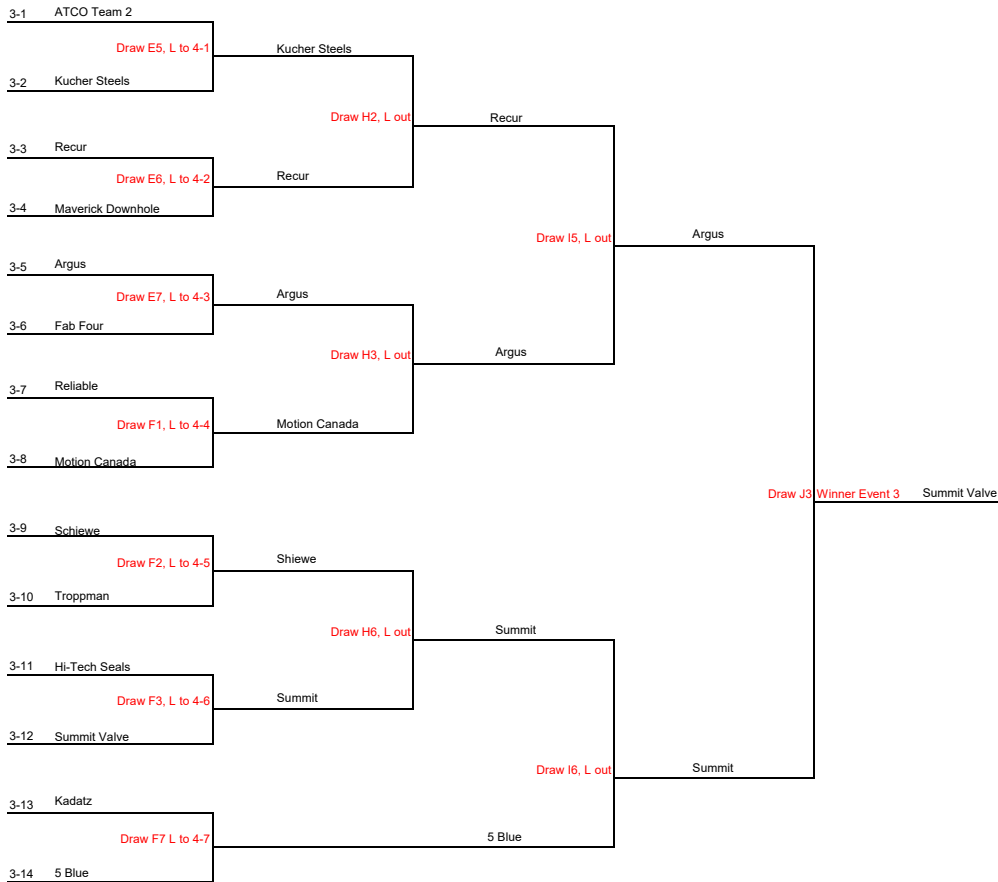 3-1 ATCO Team 2
Draw E5, L to 4-1 Kucher Steels
3-2 Kucher Steels
Draw H2, L out Recur
3-3 Recur
Draw E6, L to 4-2 Recur
3-4 Maverick Downhole
Draw I5, L out Argus
3-5 Argus
Draw E7, L to 4-3 Argus
3-6 Fab Four
Draw H3, L out Argus
3-7 Reliable
Draw F1, L to 4-4 Motion Canada
3-8 Motion Canada
Draw J3 Winner Event 3 Summit Valve
3-9 Schiewe
Draw F2, L to 4-5 Shiewe
3-10 Troppman
Draw H6, L out Summit
3-11 Hi-Tech Seals
Draw F3, L to 4-6 Summit
3-12 Summit Valve
Draw I6, L out Summit
3-13 Kadatz
Draw F7 L to 4-7 5 Blue
3-14 5 Blue